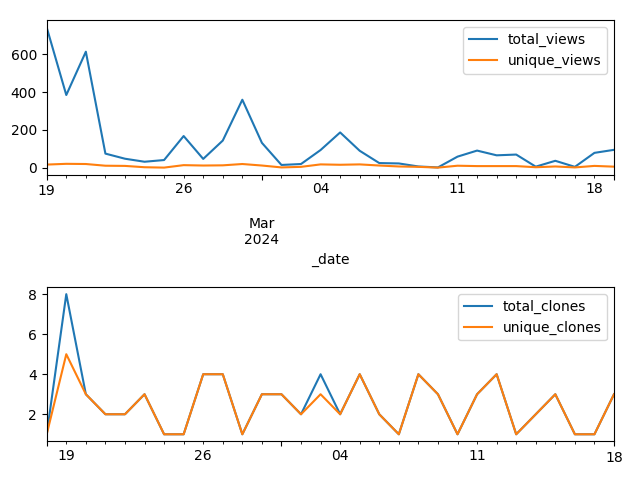 total_views
unique_views
600
400
200
0
19 26 04 11 18
Mar
2024
_date
total_clones
unique_clones
8
6
4
2
19 26 04 11 18